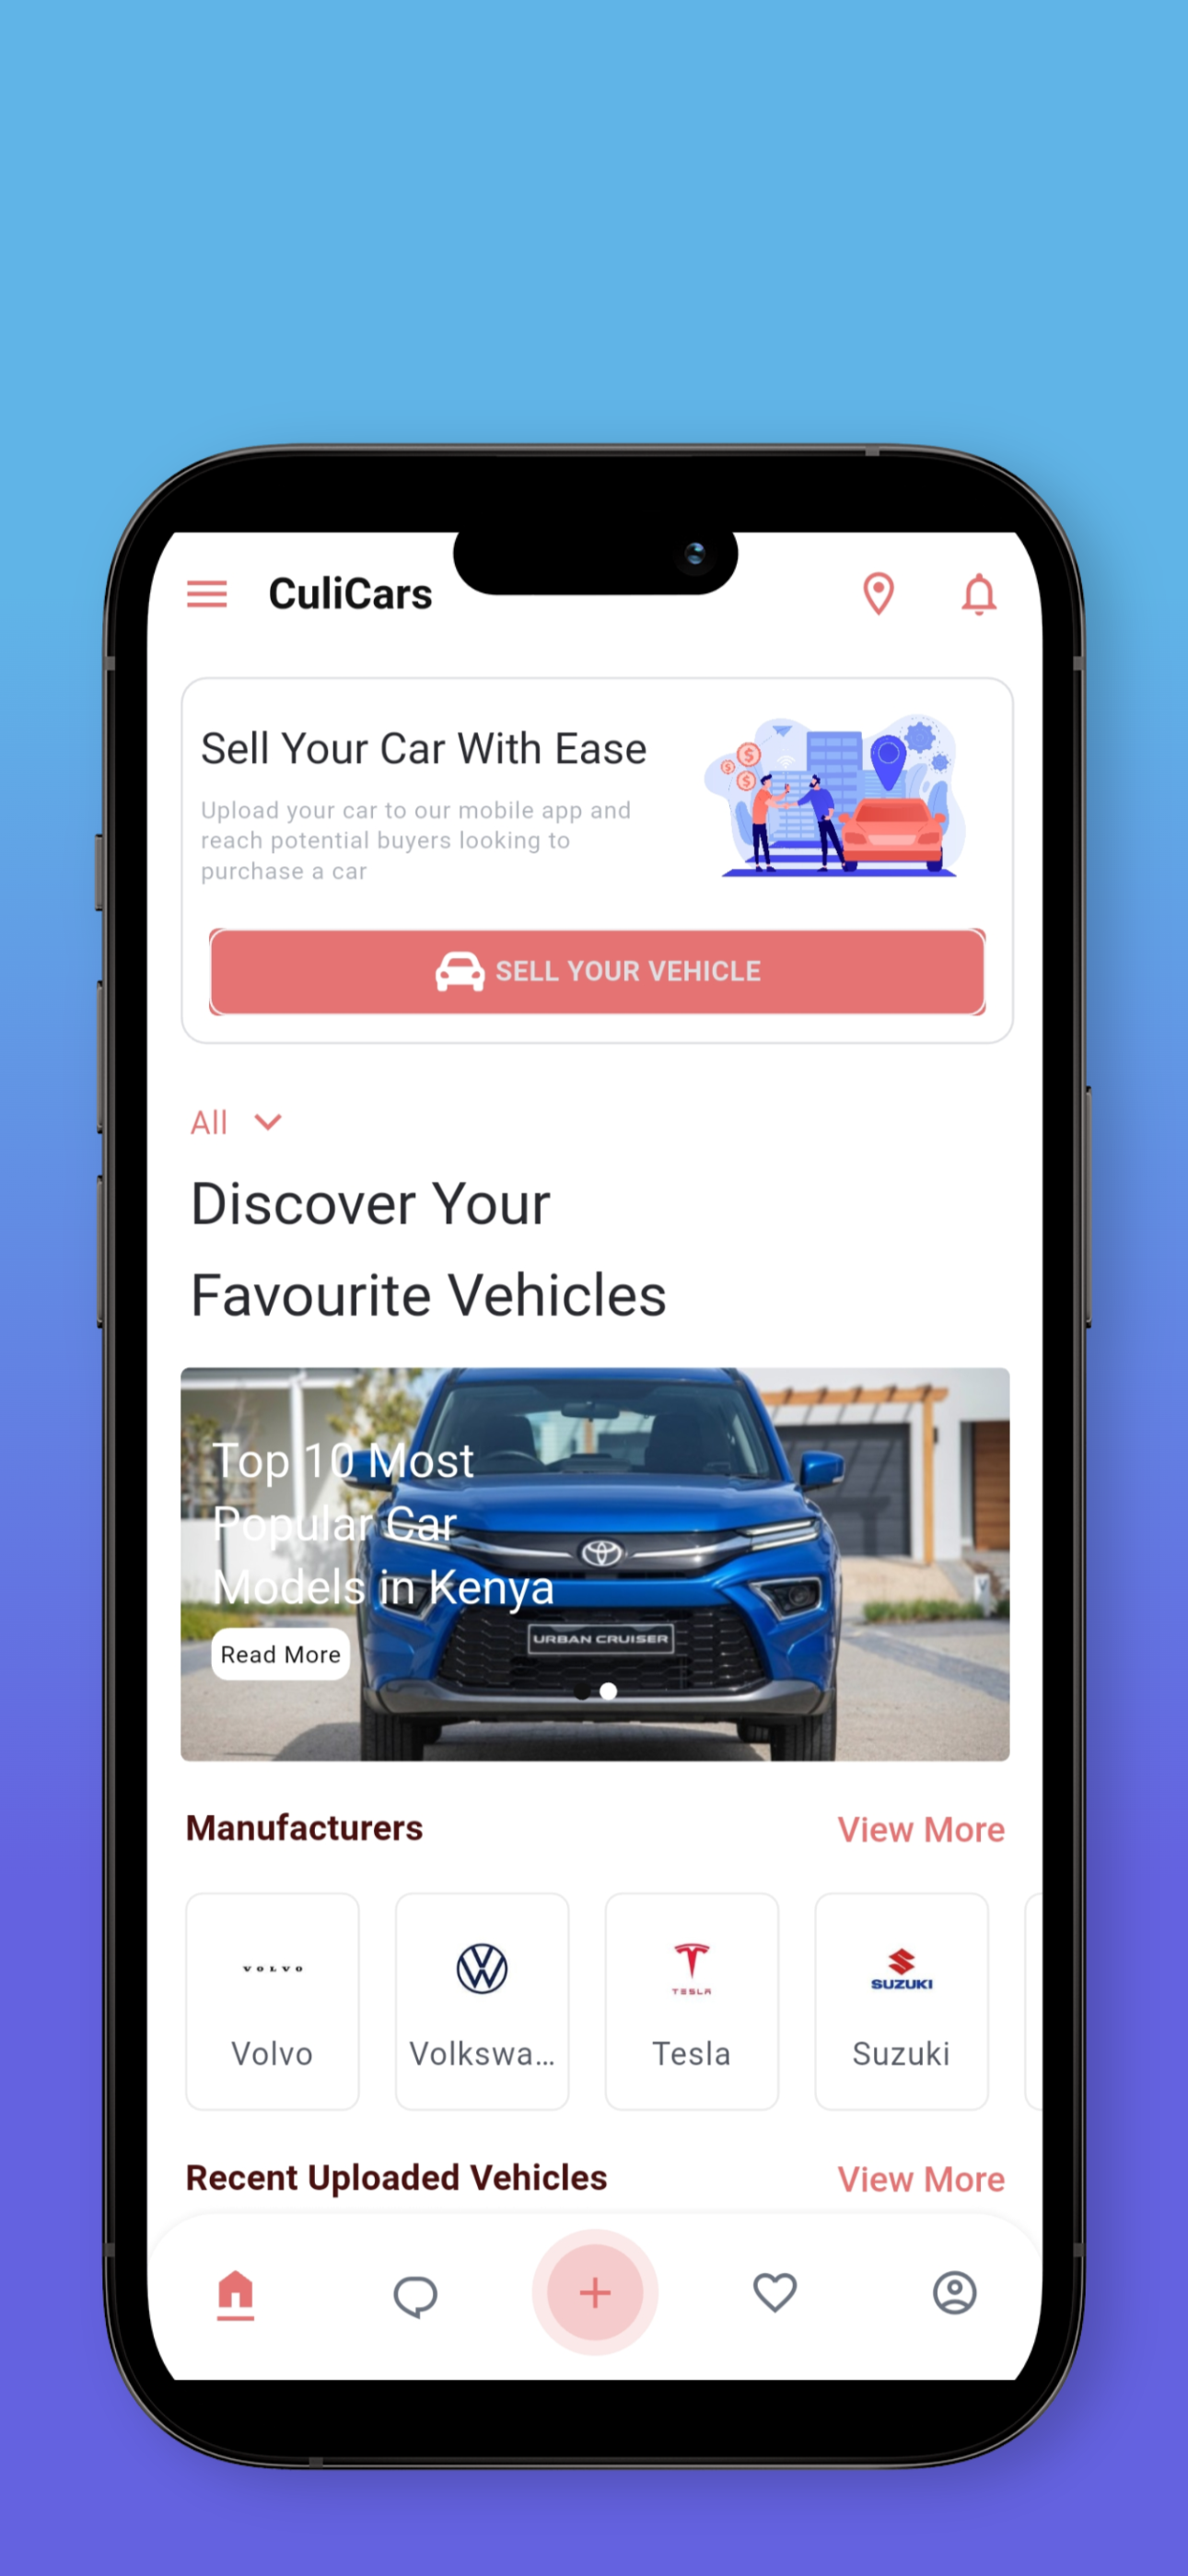 CuliCars
Sell Your Car With Ease
Upload your car to our mobile app and
reach potential buyers looking to
purchase a car
SELL YOUR VEHICLE
All
Discover Your
Favourite Vehicles
Top 10 Most
Popular Car
Models in Kenya
Read More
URBAN CRUISER
Manufacturers
View More
VOLVO
TESLA
SUZUKI
Volvo
Volkswa...
Tesla
Suzuki
Recent Uploaded Vehicles
View More